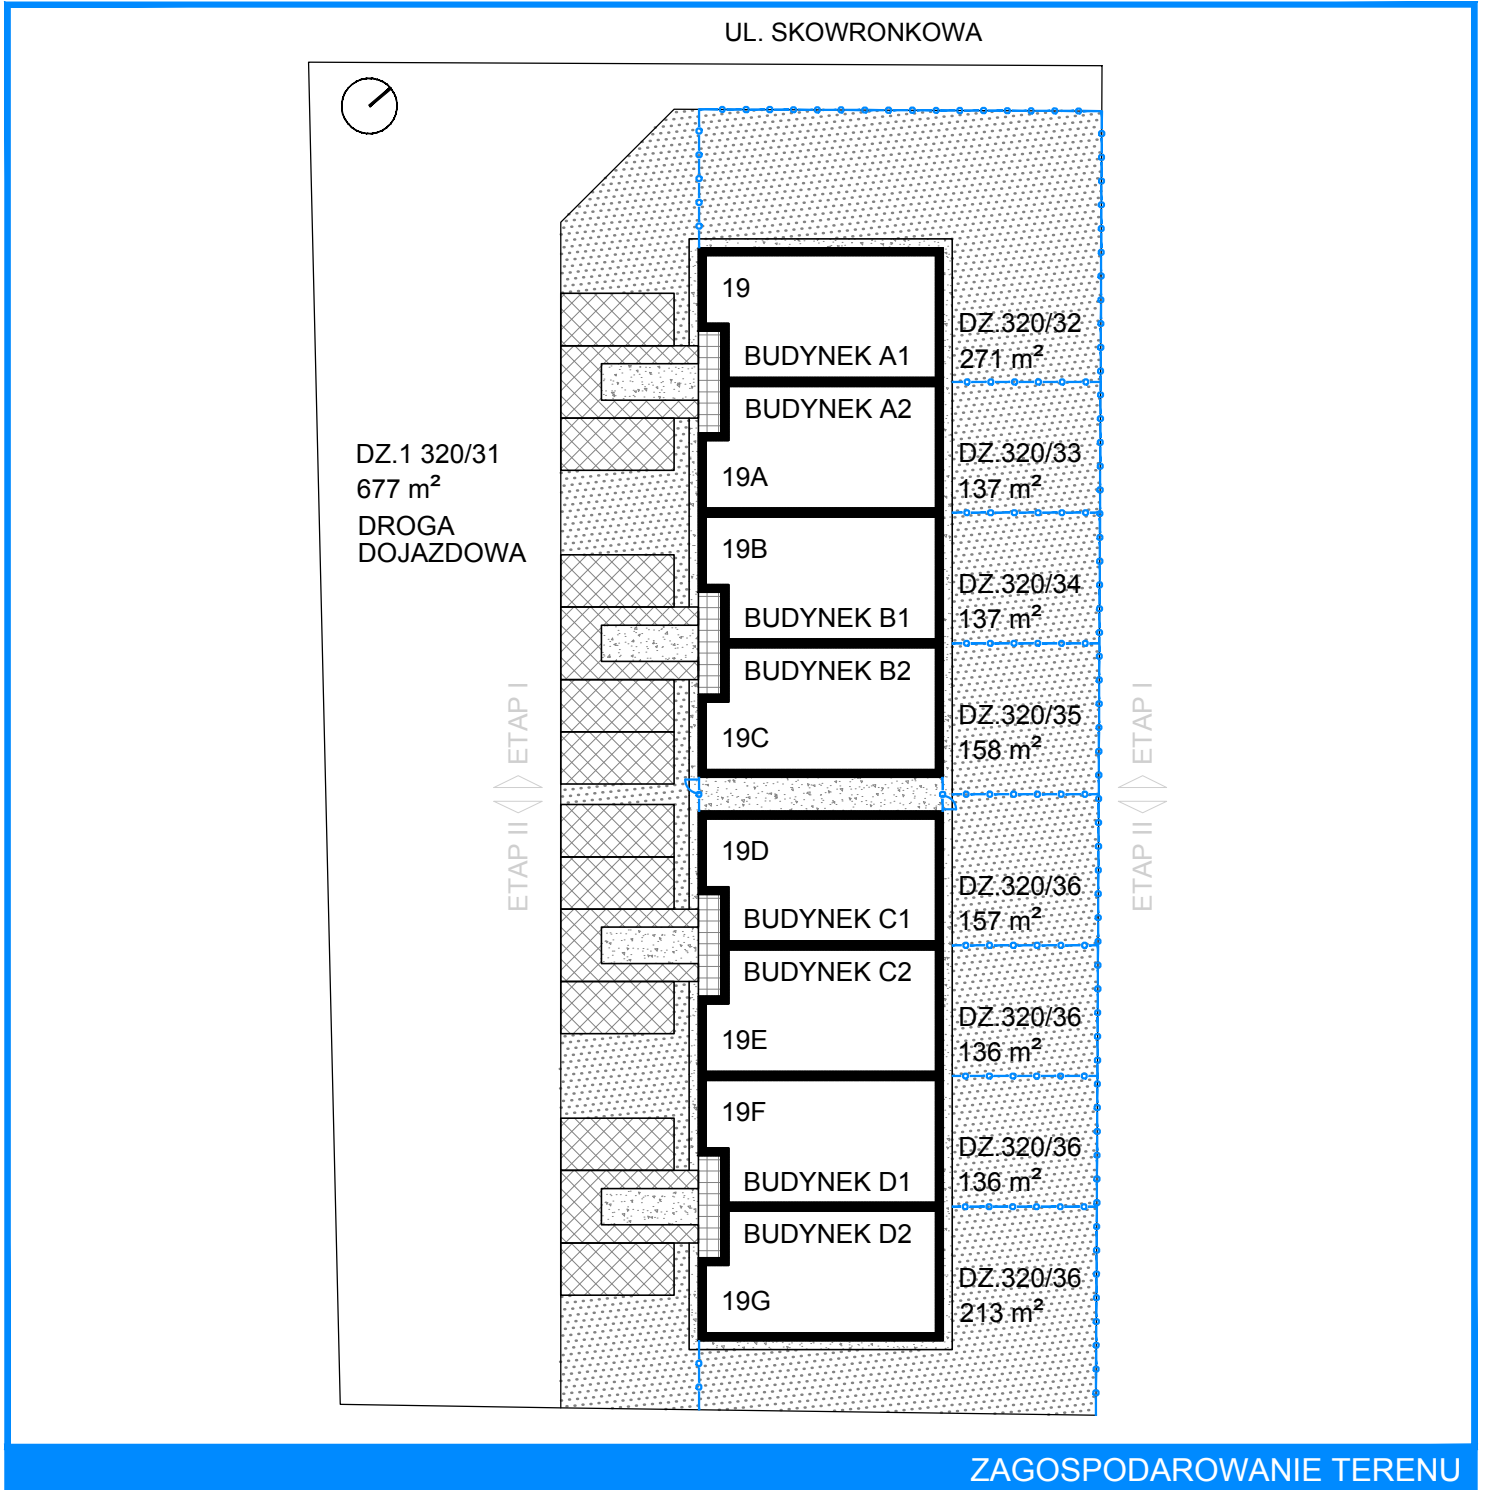 UL. SKOWRONKOWA
19
BUDYNEK A1
DZ.320/32
271 m²
BUDYNEK A2
19A
DZ.320/33
137 m²
DZ.1 320/31
677 m²
DROGA
DOJAZDOWA
19B
BUDYNEK B1
DZ.320/34
137 m²
BUDYNEK B2
19C
DZ.320/35
158 m²
ETAP I
ETAP II
ETAP I
ETAP II
19D
BUDYNEK C1
DZ.320/36
157 m²
BUDYNEK C2
19E
DZ.320/36
136 m²
19F
BUDYNEK D1
DZ.320/36
136 m²
BUDYNEK D2
19G
DZ.320/36
213 m²
ZAGOSPODAROWANIE TERENU